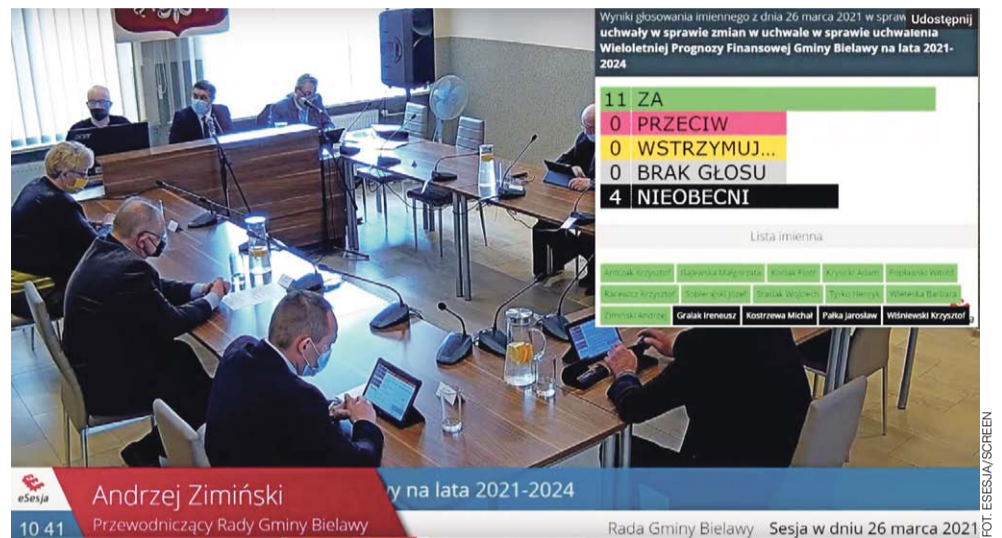 Wyniki głosowania imiennego z dnia 26 marca 2021 w spraw
Udostępnij
uchwały w sprawie zmian w uchwale w sprawie uchwalenia
Wieloletniej Prognozy Finansowej Gminy Bielawy na lata 2021-
2024
11 ZA
0 PRZECIW
0 WSTRZYMUJ...
0 BRAK GŁOSU
4 NIEOBECNI
Lista imienna
Antczak Krzysztof Gajewska Małgorzata Kosiak Piotr Krysicki Adam Popławski Witold
Racewicz Krzysztof Sobierajski Józef Stasiak Wojciech Tyrko Henryk Wieteska Barbara
Zimiński Andrzej Gralak Ireneusz Kostrzewa Michał Pałka Jarosław Wiśniewski Krzysztof
eSesja
Andrzej Zimiński
y na lata 2021-2024
10 41
Przewodniczący Rady Gminy Bielawy
Rada Gminy Bielawy Sesja w dniu 26 marca 2021
FOT. ESESJA/SCREEN